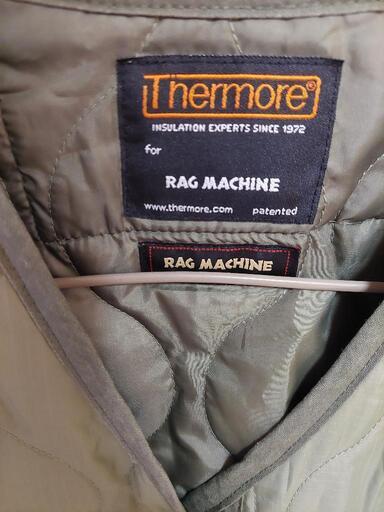 Thermore®
INSULATION EXPERTS SINCE 1972
for
RAG MACHINE
www.thermore.com patented
RAG MACHINE